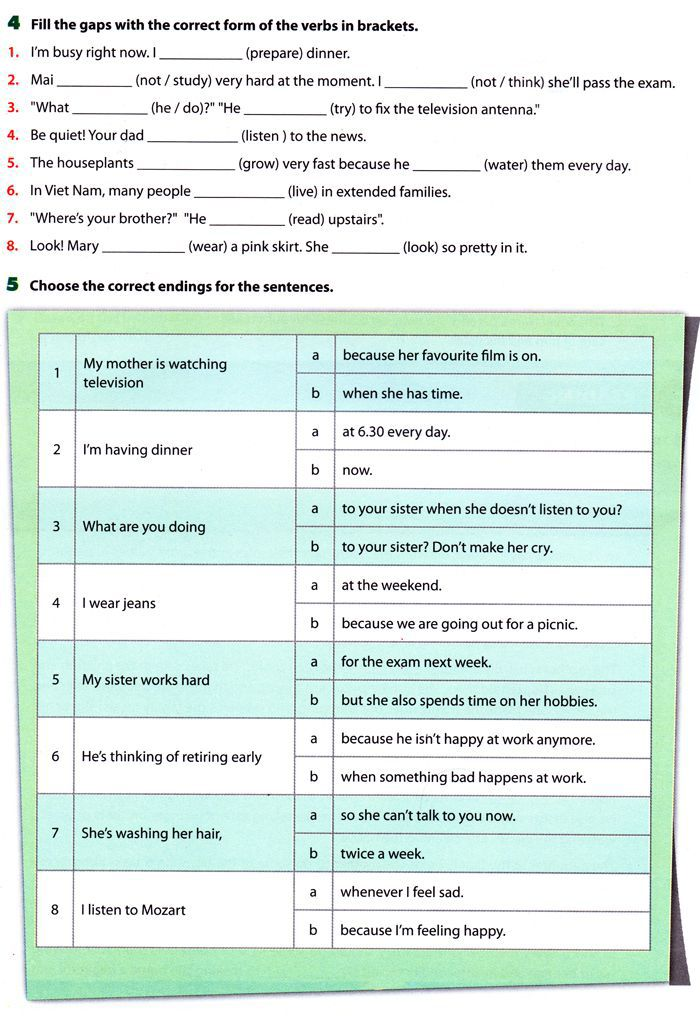 4 Fill the gaps with the correct form of the verbs in brackets.
1. I'm busy right now. I ____________ (prepare) dinner.
2. Mai ___________ (not / study) very hard at the moment. I ____________ (not / think) she'll pass the exam.
3. "What ___________ (he / do)?" "He ____________ (try) to fix the television antenna."
4. Be quiet! Your dad _____________ (listen ) to the news.
5. The houseplants ______________ (grow) very fast because he __________ (water) them every day.
6. In Viet Nam, many people _____________ (live) in extended families.
7. "Where's your brother?" "He ___________ (read) upstairs".
8. Look! Mary ____________ (wear) a pink skirt. She __________ (look) so pretty in it.
5 Choose the correct endings for the sentences.
1 My mother is watching television
a because her favourite film is on.
b when she has time.
2 I'm having dinner
a at 6.30 every day.
b now.
3 What are you doing
a to your sister when she doesn't listen to you?
b to your sister? Don't make her cry.
4 I wear jeans
a at the weekend.
b because we are going out for a picnic.
5 My sister works hard
a for the exam next week.
b but she also spends time on her hobbies.
6 He's thinking of retiring early
a because he isn't happy at work anymore.
b when something bad happens at work.
7 She's washing her hair,
a so she can't talk to you now.
b twice a week.
8 I listen to Mozart
a whenever I feel sad.
b because I'm feeling happy.